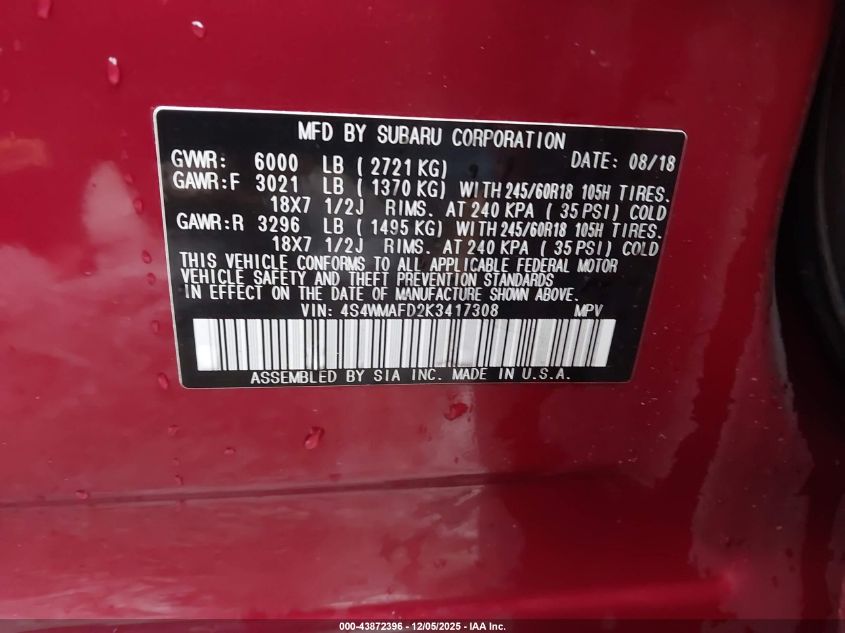 MFD BY SUBARU CORPORATION
GVWR: 6000 LB ( 2721 KG) DATE: 08/18
GAWR:F 3021 LB ( 1370 KG) WITH 245/60R18 105H TIRES.
18X7 1/2J RIMS. AT 240 KPA ( 35 PSI) COLD
GAWR:R 3296 LB ( 1495 KG) WITH 245/60R18 105H TIRES.
18X7 1/2J RIMS. AT 240 KPA ( 35 PSI) COLD
THIS VEHICLE CONFORMS TO ALL APPLICABLE FEDERAL MOTOR
VEHICLE SAFETY AND THEFT PREVENTION STANDARDS
IN EFFECT ON THE DATE OF MANUFACTURE SHOWN ABOVE.
VIN: 4S4WMAFD2K3417308 MPV
ASSEMBLED BY SIA INC. MADE IN U.S.A.
000-43872396 - 12/05/2025 - IAA Inc.